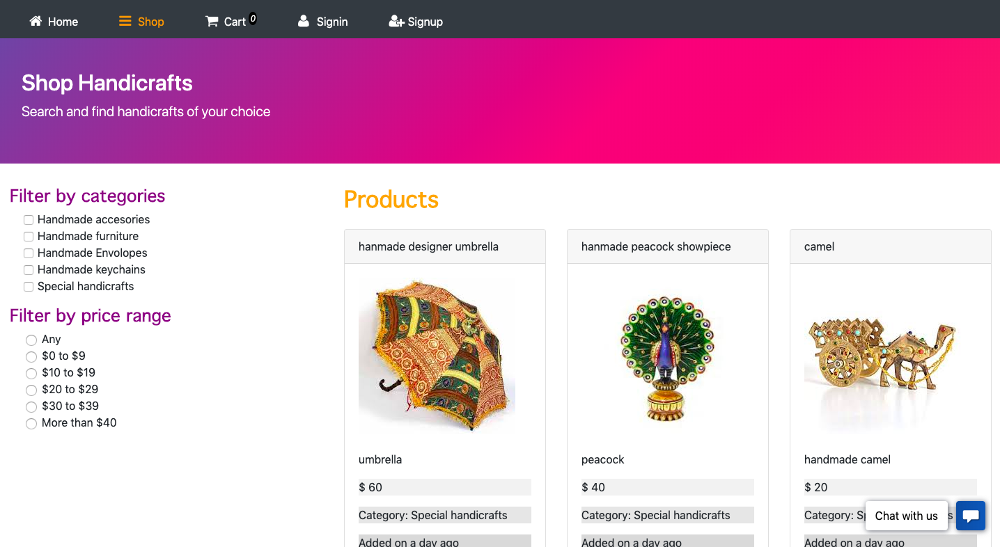 Home
Shop
Cart 0
Signin
Signup
Shop Handicrafts
Search and find handicrafts of your choice
Filter by categories
Handmade accesories
Handmade furniture
Handmade Envolopes
Handmade keychains
Special handicrafts
Filter by price range
Any
$0 to $9
$10 to $19
$20 to $29
$30 to $39
More than $40
Products
hanmade designer umbrella
umbrella
$ 60
Category: Special handicrafts
Added on a day ago
hanmade peacock showpiece
peacock
$ 40
Category: Special handicrafts
Added on a day ago
camel
handmade camel
$ 20
Category:
Added on a day ago
Chat with us